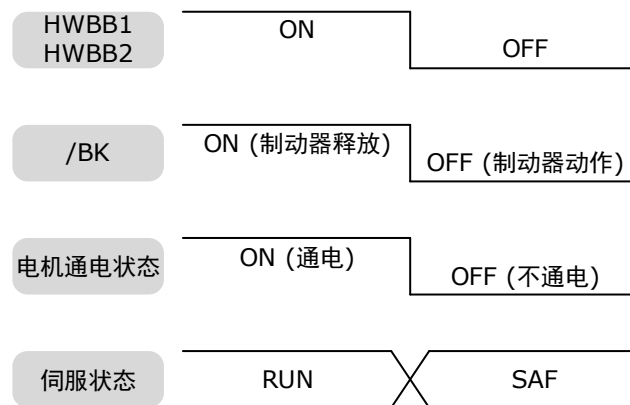 HWBB1
HWBB2
ON
OFF
/BK
ON (制动器释放)
OFF (制动器动作)
电机通电状态
ON (通电)
OFF (不通电)
伺服状态
RUN
SAF